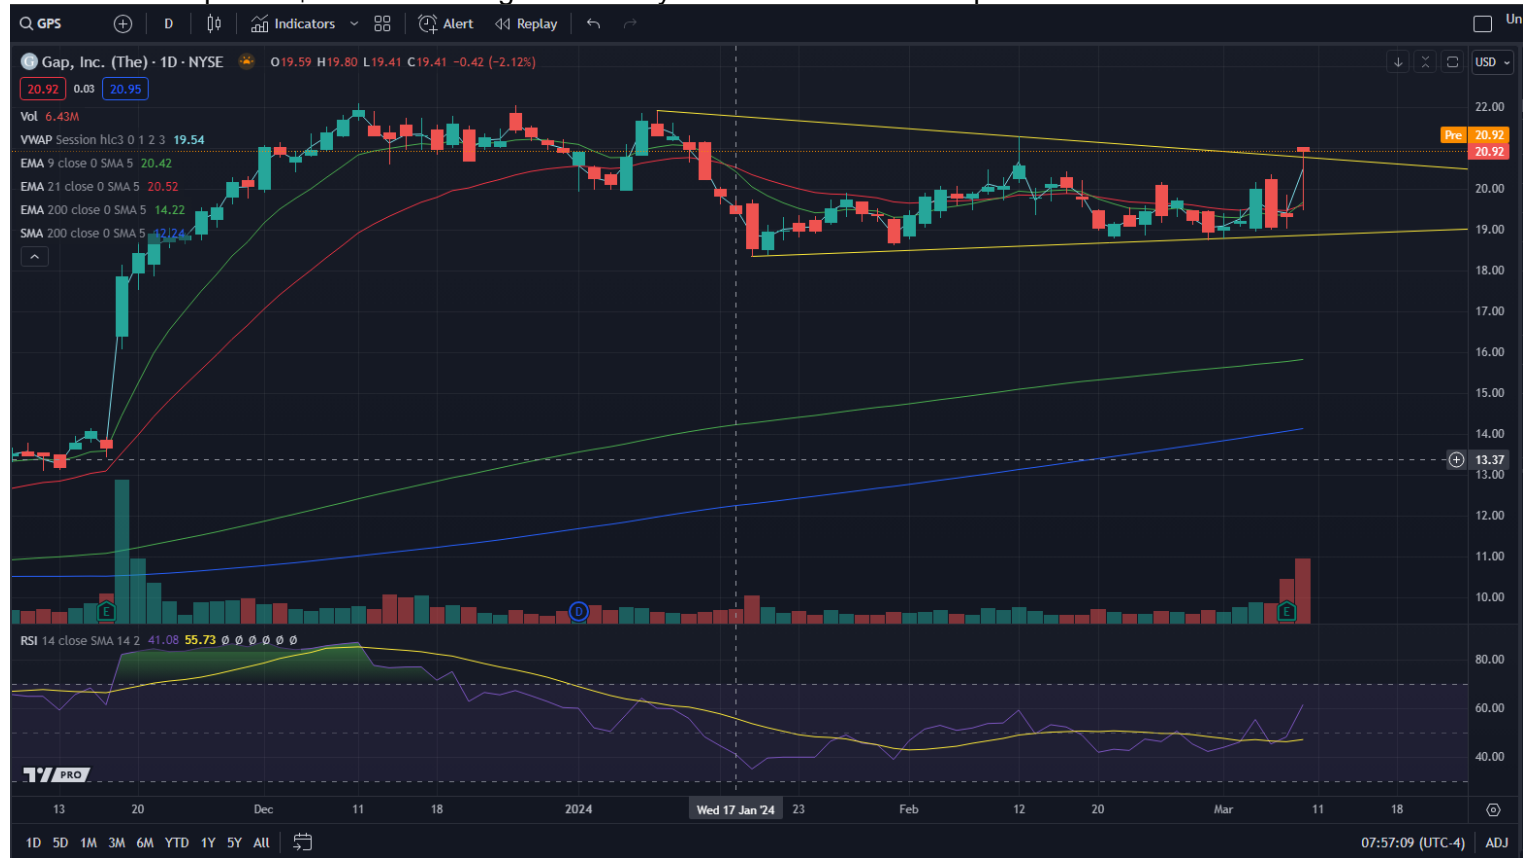 GPS D Indicators Alert Replay Un
G Gap, Inc. (The) · 1D · NYSE O19.59 H19.80 L19.41 C19.41 −0.42 (−2.12%) USD
20.92 0.03 20.95
Vol 6.43M
VWAP Session hlc3 0 1 2 3 19.54
EMA 9 close 0 SMA 5 20.42
EMA 21 close 0 SMA 5 20.52
EMA 200 close 0 SMA 5 14.22
SMA 200 close 0 SMA 5 12.24
22.00
Pre 20.92
20.92
20.00
19.00
18.00
17.00
16.00
15.00
14.00
13.37
13.00
12.00
11.00
10.00
E D E
RSI 14 close SMA 14 2 41.08 55.73 Ø Ø Ø Ø Ø Ø
80.00
60.00
40.00
TV PRO
13 20 Dec 11 18 2024 Wed 17 Jan '24 23 Feb 12 20 Mar 11 18
1D 5D 1M 3M 6M YTD 1Y 5Y All 07:57:09 (UTC-4) ADJ